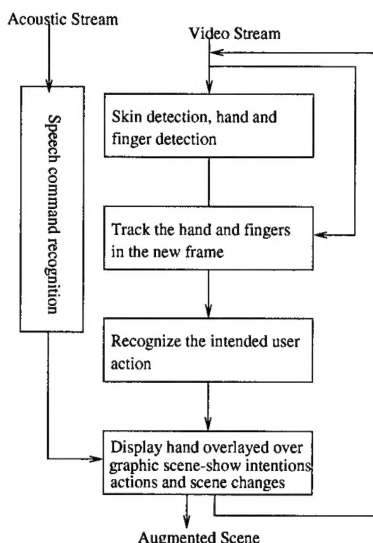 Acoustic Stream
Video Stream
Speech command recognition
Skin detection, hand and
finger detection
Track the hand and fingers
in the new frame
Recognize the intended user
action
Display hand overlayed over
graphic scene-show intentions,
actions and scene changes
Augmented Scene